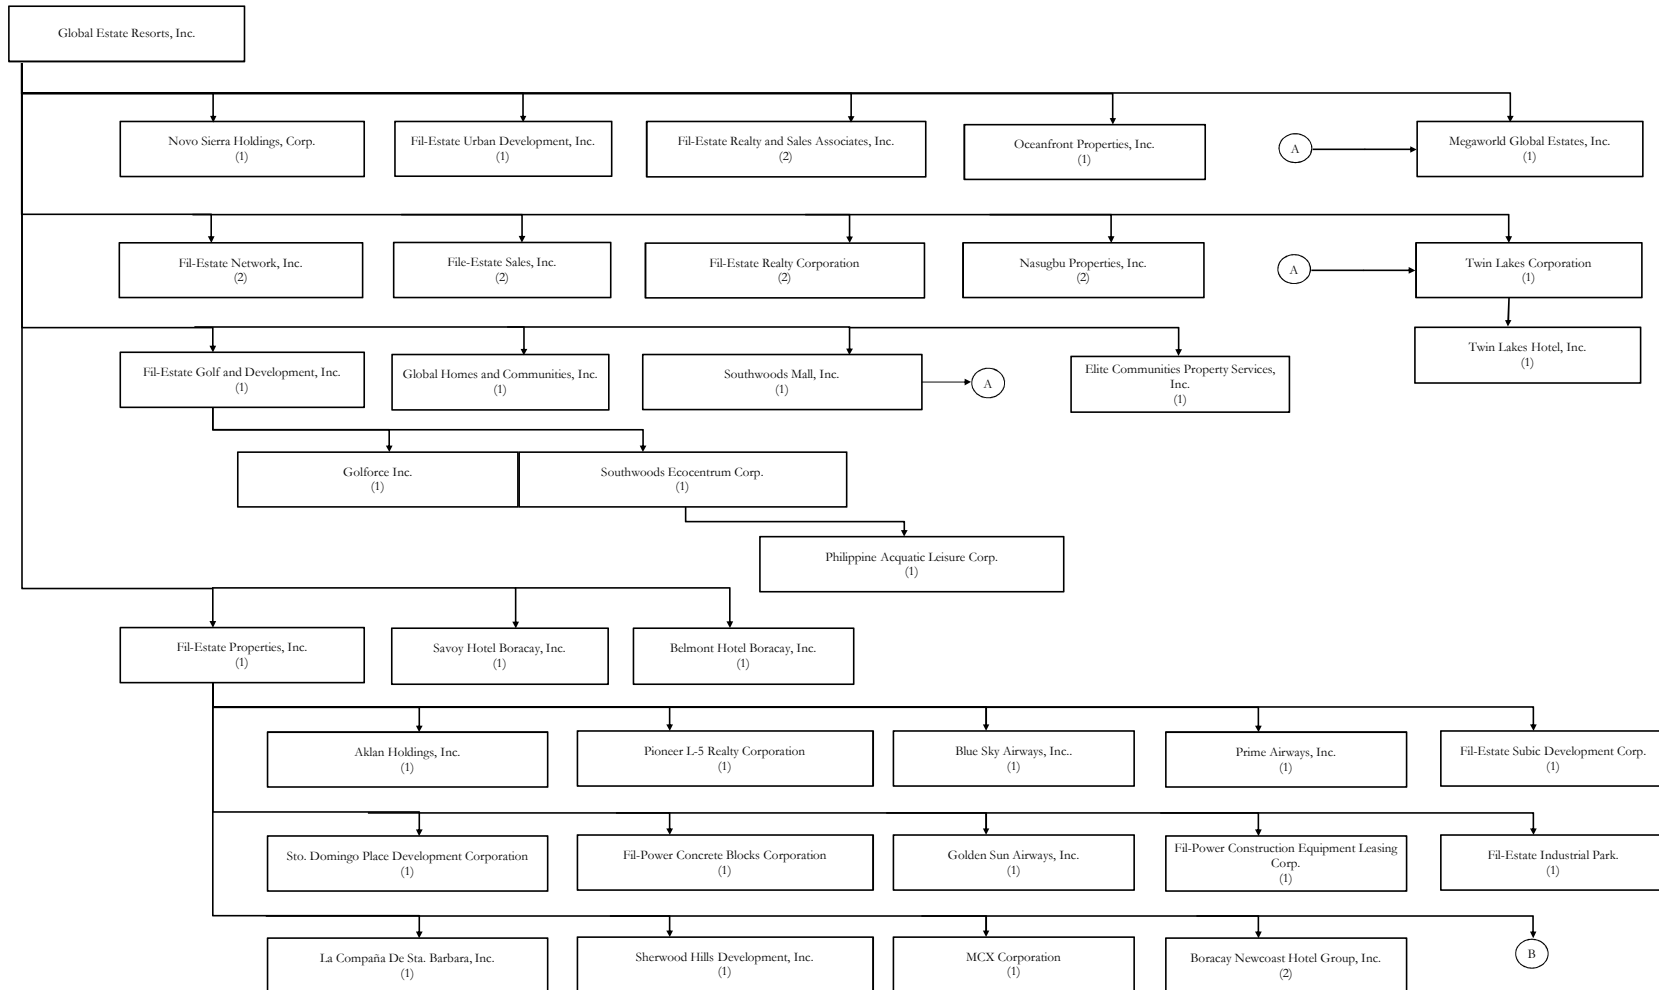 Global Estate Resorts, Inc.
Novo Sierra Holdings, Corp.
(1)
Fil-Estate Urban Development, Inc.
(1)
Fil-Estate Realty and Sales Associates, Inc.
(2)
Oceanfront Properties, Inc.
(1)
A
Megaworld Global Estates, Inc.
(1)
Fil-Estate Network, Inc.
(2)
File-Estate Sales, Inc.
(2)
Fil-Estate Realty Corporation
(2)
Nasugbu Properties, Inc.
(2)
A
Twin Lakes Corporation
(1)
Twin Lakes Hotel, Inc.
(1)
Fil-Estate Golf and Development, Inc.
(1)
Global Homes and Communities, Inc.
(1)
Southwoods Mall, Inc.
(1)
A
Elite Communities Property Services,
Inc.
(1)
Golforce Inc.
(1)
Southwoods Ecocentrum Corp.
(1)
Philippine Acquatic Leisure Corp.
(1)
Fil-Estate Properties, Inc.
(1)
Savoy Hotel Boracay, Inc.
(1)
Belmont Hotel Boracay, Inc.
(1)
Aklan Holdings, Inc.
(1)
Pioneer L-5 Realty Corporation
(1)
Blue Sky Airways, Inc..
(1)
Prime Airways, Inc.
(1)
Fil-Estate Subic Development Corp.
(1)
Sto. Domingo Place Development Corporation
(1)
Fil-Power Concrete Blocks Corporation
(1)
Golden Sun Airways, Inc.
(1)
Fil-Power Construction Equipment Leasing
Corp.
(1)
Fil-Estate Industrial Park.
(1)
La Compaña De Sta. Barbara, Inc.
(1)
Sherwood Hills Development, Inc.
(1)
MCX Corporation
(1)
Boracay Newcoast Hotel Group, Inc.
(2)
B